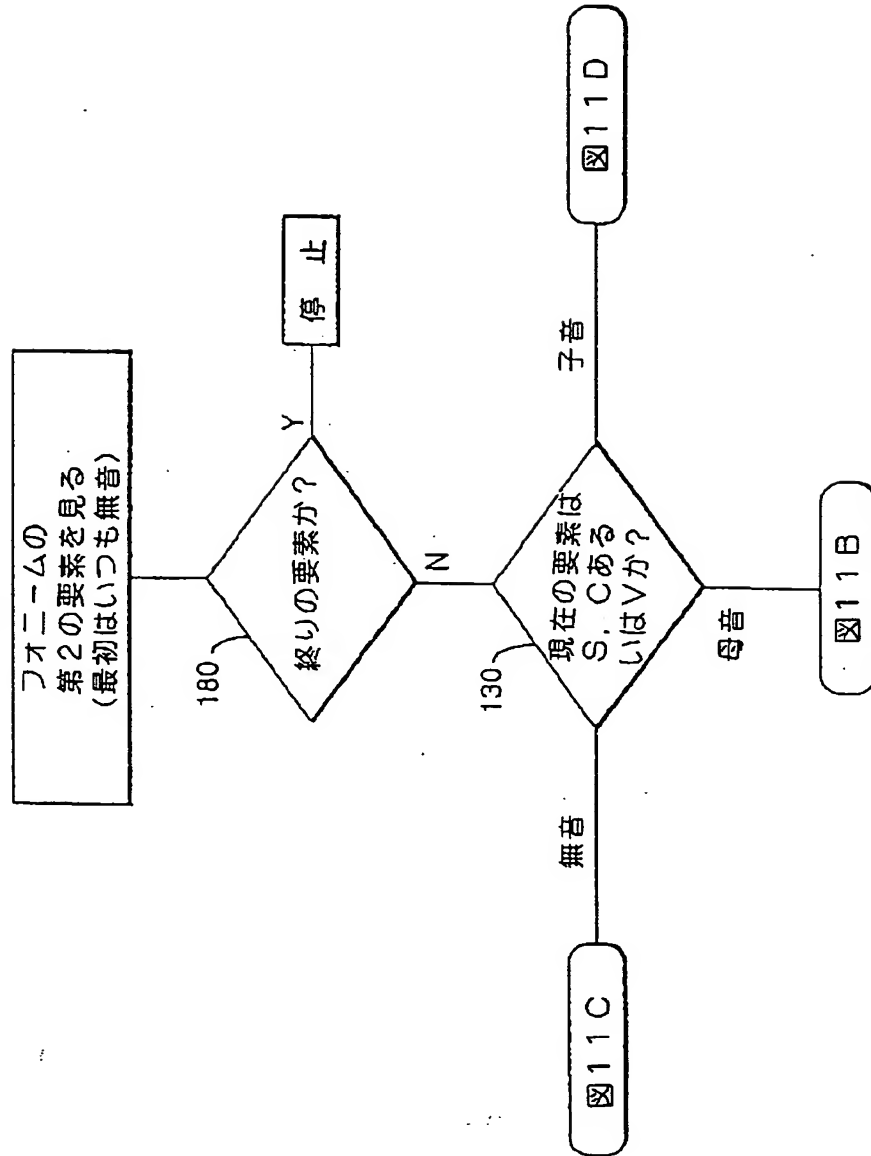 フォニームの
第2の要素を見る
(最初はいつも無音)
180
終りの要素か?
Y
停 止
N
130
現在の要素は
S, Cある
いはVか?
無音
母音
子音
図11C
図11B
図11D